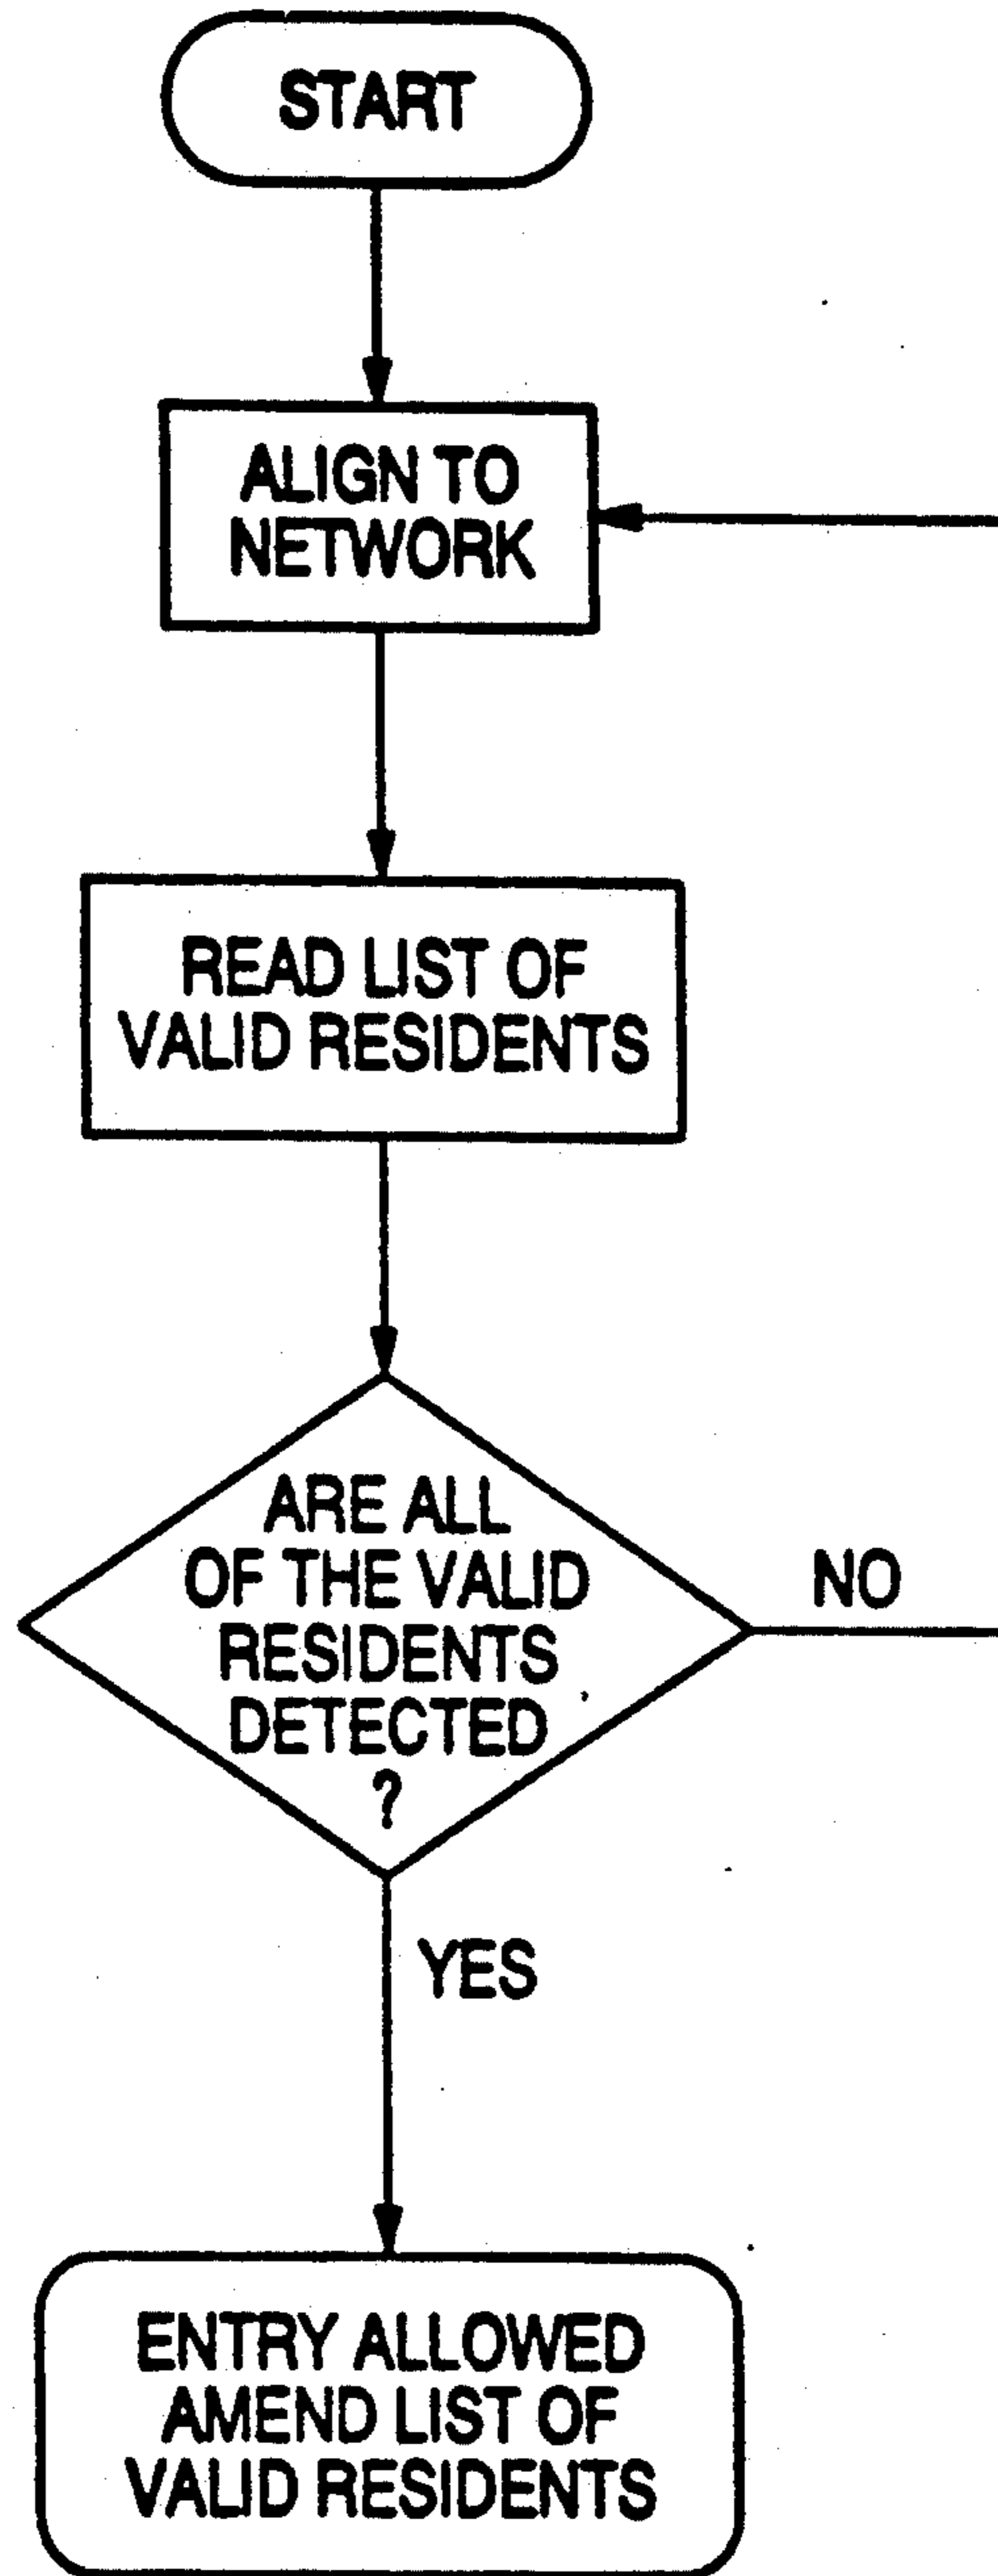 START
ALIGN TO
NETWORK
READ LIST OF
VALID RESIDENTS
ARE ALL
OF THE VALID
RESIDENTS
DETECTED
?
NO
YES
ENTRY ALLOWED
AMEND LIST OF
VALID RESIDENTS